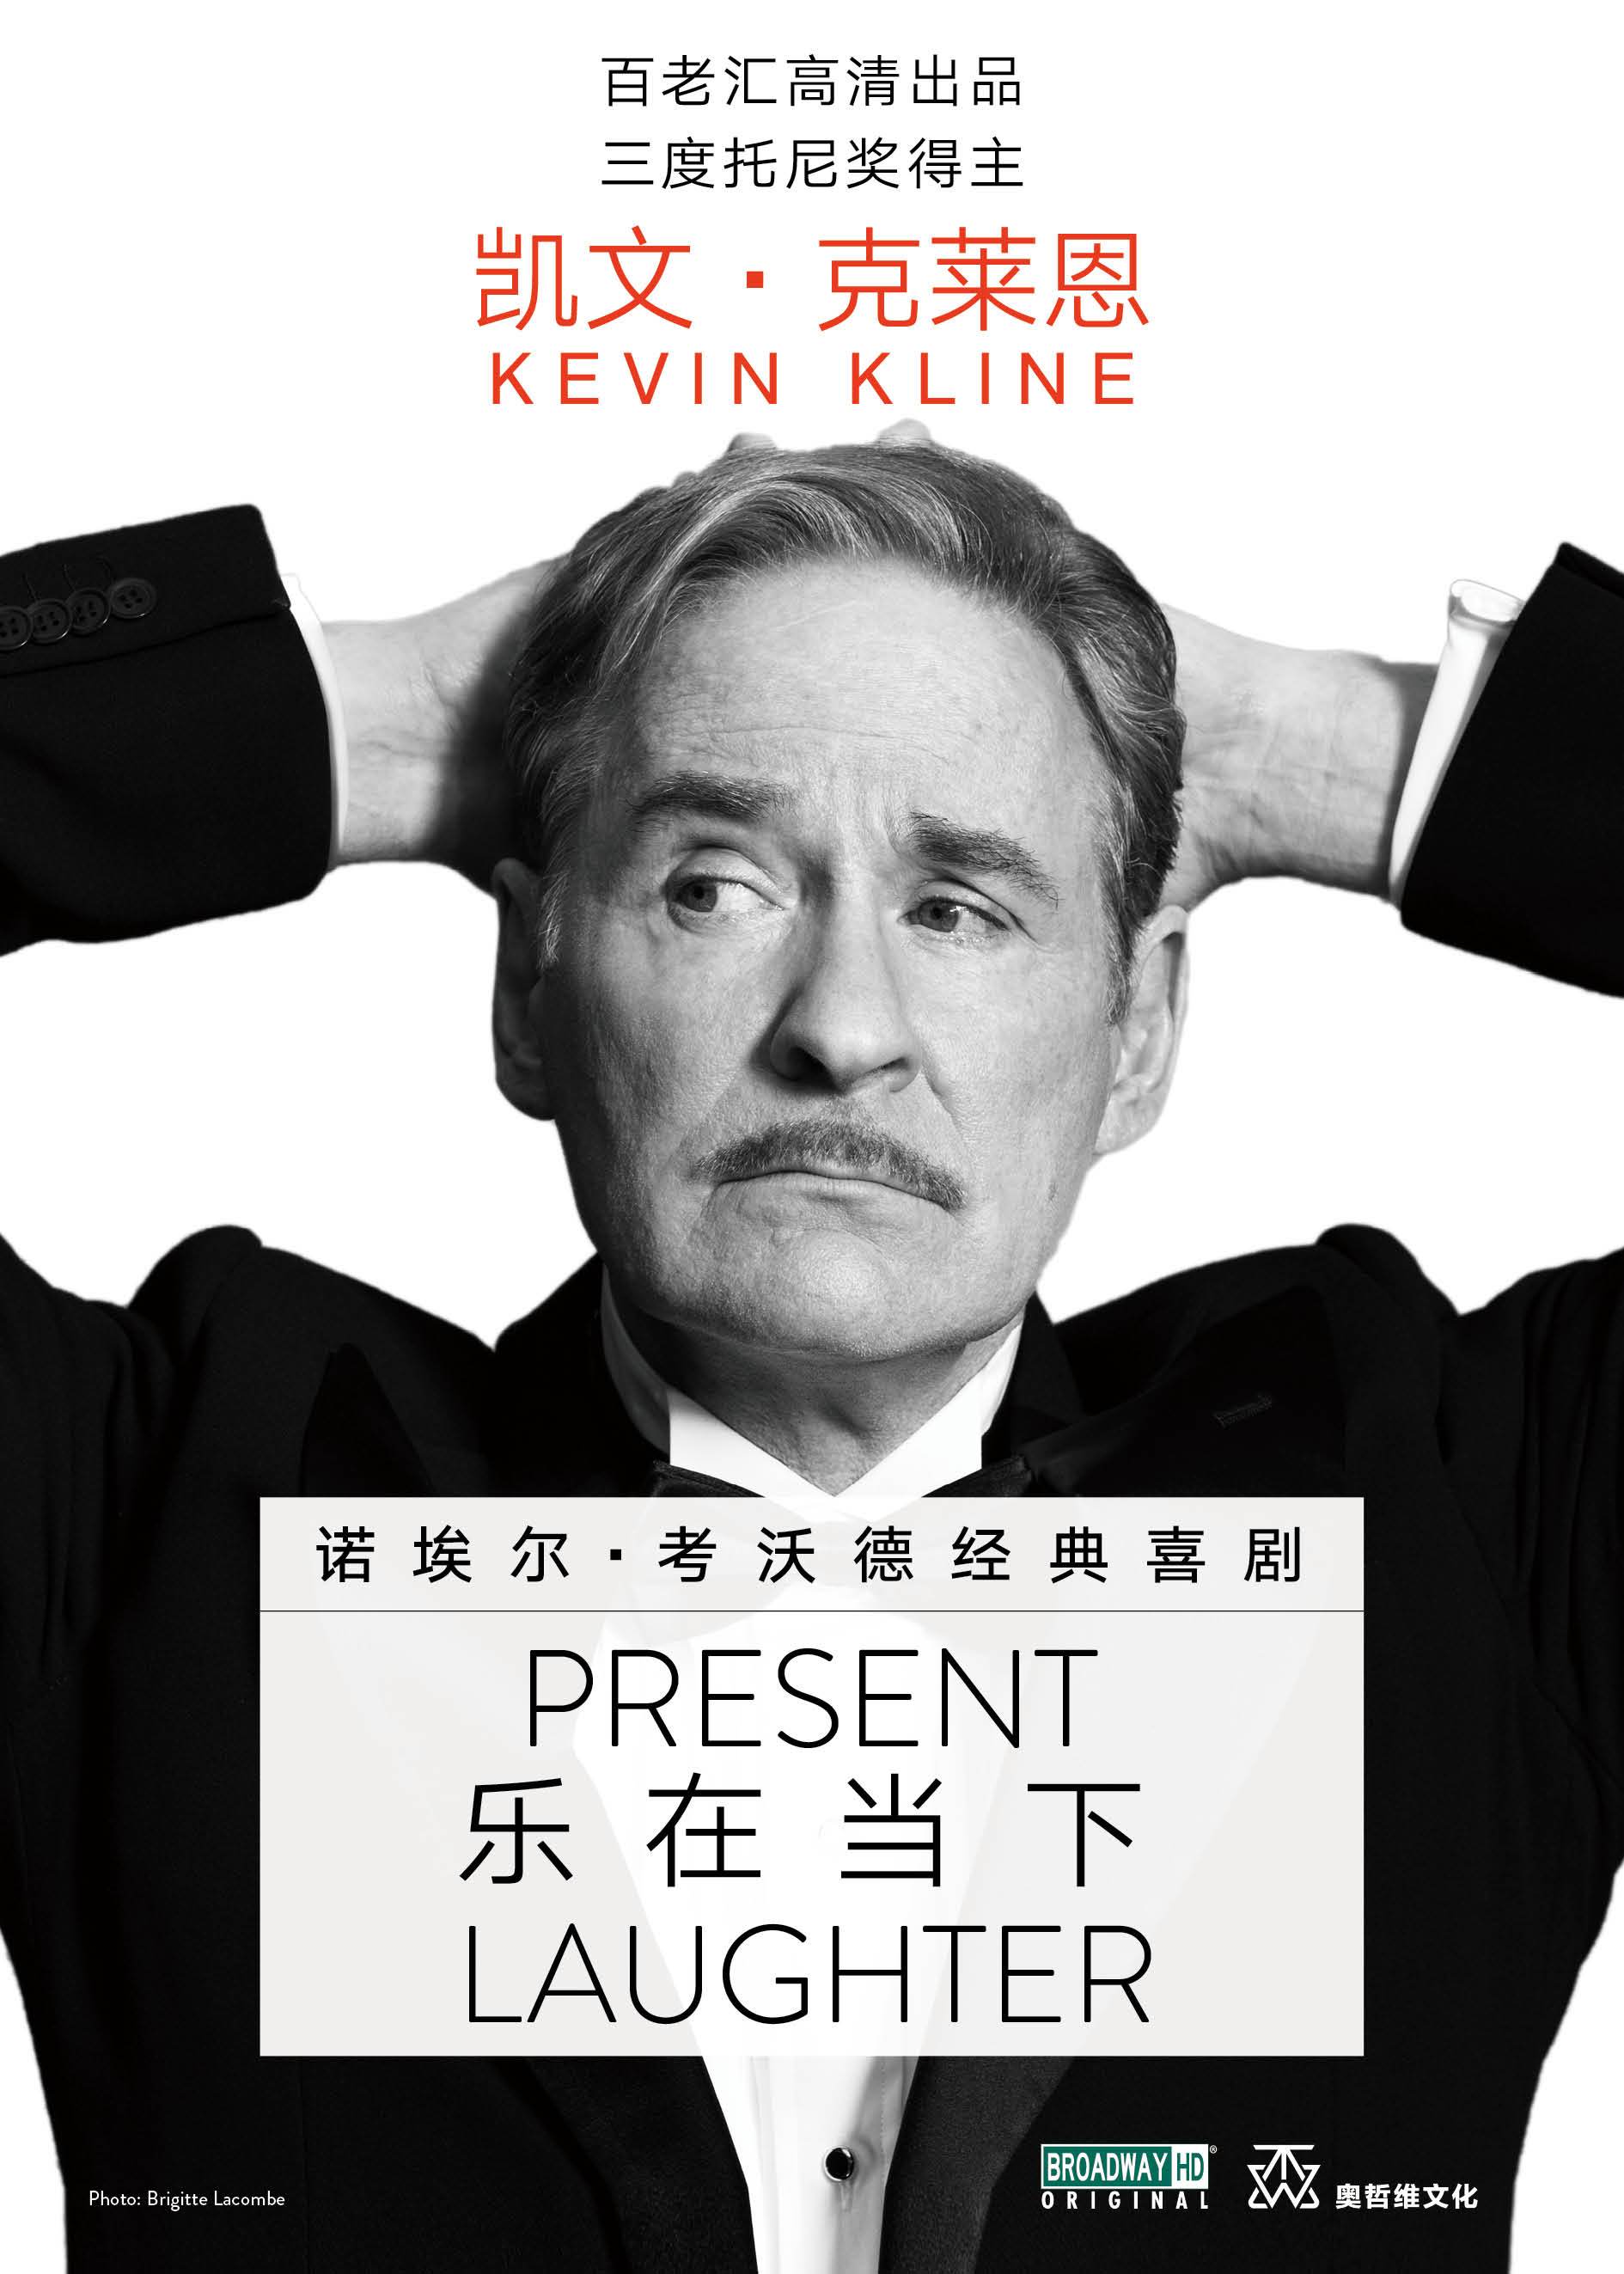 百老汇高清出品
三度托尼奖得主
凯文·克莱恩
KEVIN KLINE
诺埃尔·考沃德经典喜剧
PRESENT
乐在当下
LAUGHTER
Photo: Brigitte Lacombe
BROADWAY HD®
ORIGINAL
奥哲维文化